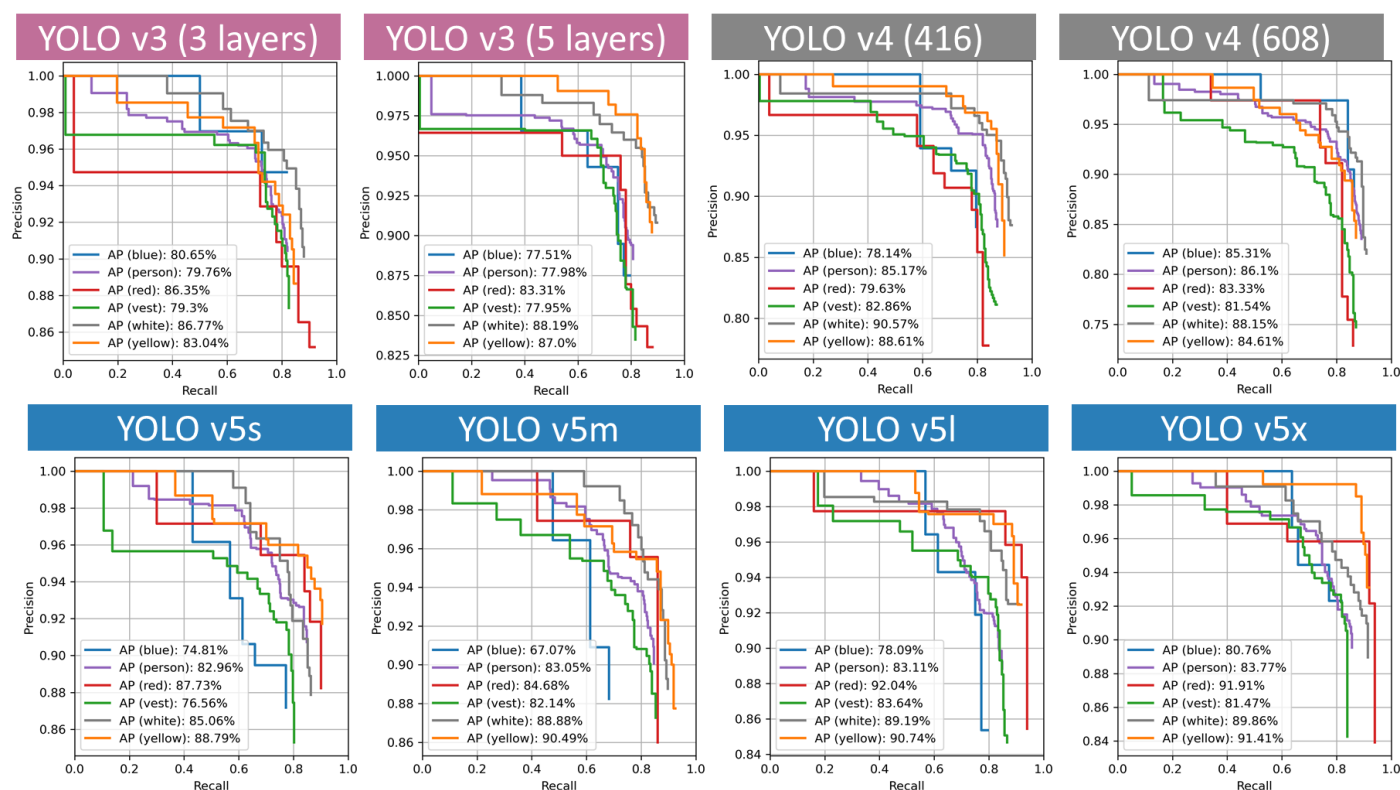 YOLO v3 (3 layers)
YOLO v3 (5 layers)
YOLO v4 (416)
YOLO v4 (608)
1.00
0.98
0.96
0.94
0.92
0.90
0.88
0.86
Precision
AP (blue): 80.65%
AP (person): 79.76%
AP (red): 86.35%
AP (vest): 79.3%
AP (white): 86.77%
AP (yellow): 83.04%
0.0 0.2 0.4 0.6 0.8 1.0
Recall
1.000
0.975
0.950
0.925
0.900
0.875
0.850
0.825
Precision
AP (blue): 77.51%
AP (person): 77.98%
AP (red): 83.31%
AP (vest): 77.95%
AP (white): 88.19%
AP (yellow): 87.0%
0.0 0.2 0.4 0.6 0.8 1.0
Recall
1.00
0.95
0.90
0.85
0.80
Precision
AP (blue): 78.14%
AP (person): 85.17%
AP (red): 79.63%
AP (vest): 82.86%
AP (white): 90.57%
AP (yellow): 88.61%
0.0 0.2 0.4 0.6 0.8 1.0
Recall
1.00
0.95
0.90
0.85
0.80
0.75
Precision
AP (blue): 85.31%
AP (person): 86.1%
AP (red): 83.33%
AP (vest): 81.54%
AP (white): 88.15%
AP (yellow): 84.61%
0.0 0.2 0.4 0.6 0.8 1.0
Recall
YOLO v5s
YOLO v5m
YOLO v5l
YOLO v5x
1.00
0.98
0.96
0.94
0.92
0.90
0.88
0.86
Precision
AP (blue): 74.81%
AP (person): 82.96%
AP (red): 87.73%
AP (vest): 76.56%
AP (white): 85.06%
AP (yellow): 88.79%
0.0 0.2 0.4 0.6 0.8 1.0
Recall
1.00
0.98
0.96
0.94
0.92
0.90
0.88
0.86
Precision
AP (blue): 67.07%
AP (person): 83.05%
AP (red): 84.68%
AP (vest): 82.14%
AP (white): 88.88%
AP (yellow): 90.49%
0.0 0.2 0.4 0.6 0.8 1.0
Recall
1.00
0.98
0.96
0.94
0.92
0.90
0.88
0.86
0.84
Precision
AP (blue): 78.09%
AP (person): 83.11%
AP (red): 92.04%
AP (vest): 83.64%
AP (white): 89.19%
AP (yellow): 90.74%
0.0 0.2 0.4 0.6 0.8 1.0
Recall
1.00
0.98
0.96
0.94
0.92
0.90
0.88
0.86
0.84
Precision
AP (blue): 80.76%
AP (person): 83.77%
AP (red): 91.91%
AP (vest): 81.47%
AP (white): 89.86%
AP (yellow): 91.41%
0.0 0.2 0.4 0.6 0.8 1.0
Recall